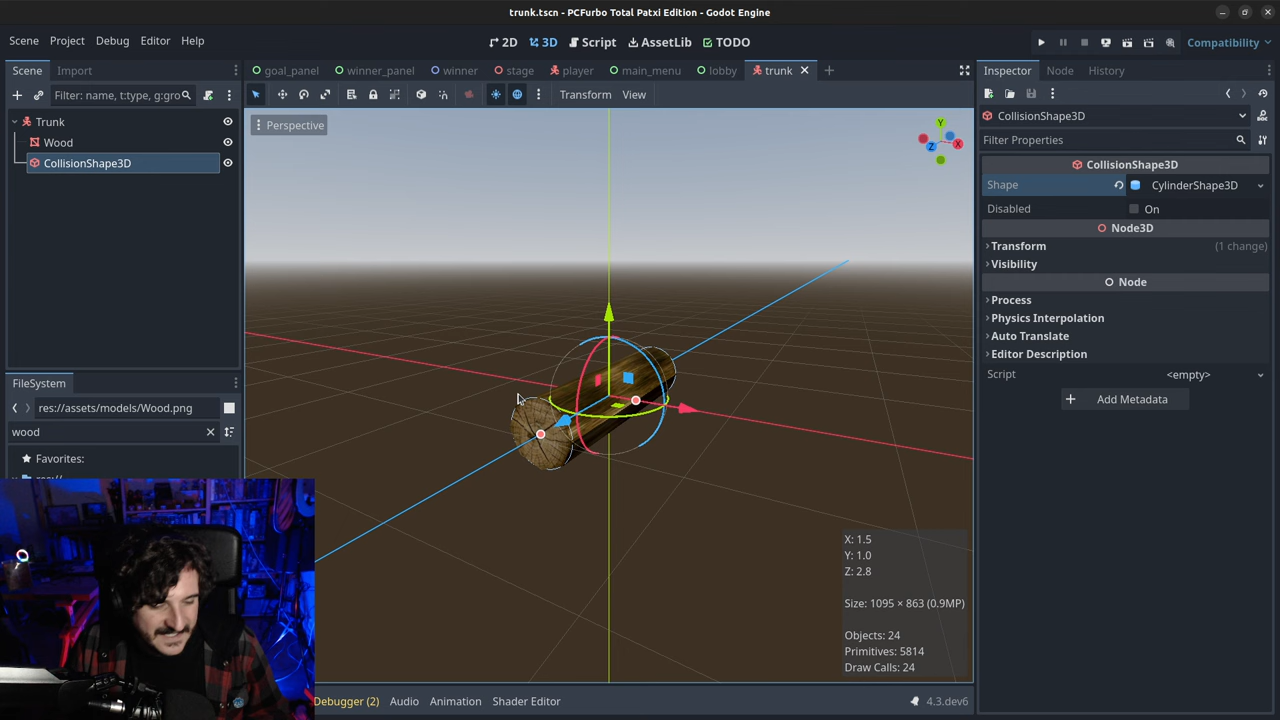 trunk.tscn - PCFurbo Total Patxi Edition - Godot Engine
Scene Project Debug Editor Help
2D 3D Script AssetLib TODO
Compatibility
Scene Import
goal_panel winner_panel winner stage player main_menu lobby trunk
Inspector Node History
Filter: name, t:type, g:gro
Transform View
Trunk
Wood
CollisionShape3D
Perspective
Y
X
Z
CollisionShape3D
Filter Properties
CollisionShape3D
Shape CylinderShape3D
Disabled On
Node3D
Transform (1 change)
Visibility
Node
Process
Physics Interpolation
Auto Translate
Editor Description
Script <empty>
Add Metadata
FileSystem
res://assets/models/Wood.png
wood
Favorites:
X: 1.5
Y: 1.0
Z: 2.8
Size: 1095 × 863 (0.9MP)
Objects: 24
Primitives: 5814
Draw Calls: 24
Debugger (2) Audio Animation Shader Editor
4.3.dev6